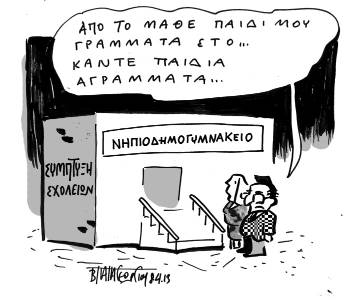 ΑΠΟ ΤΟ ΜΑΘΕ ΠΑΙΔΙ ΜΟΥ
ΓΡΑΜΜΑΤΑ ΣΤΟ...
ΚΑΝΤΕ ΠΑΙΔΙΑ
ΑΓΡΑΜΜΑΤΑ...
ΝΗΠΙΟΔΗΜΟΓΥΜΝΑΚΕΙΟ
ΣΥΜΠΤΥΞΗ
ΣΧΟΛΕΙΩΝ